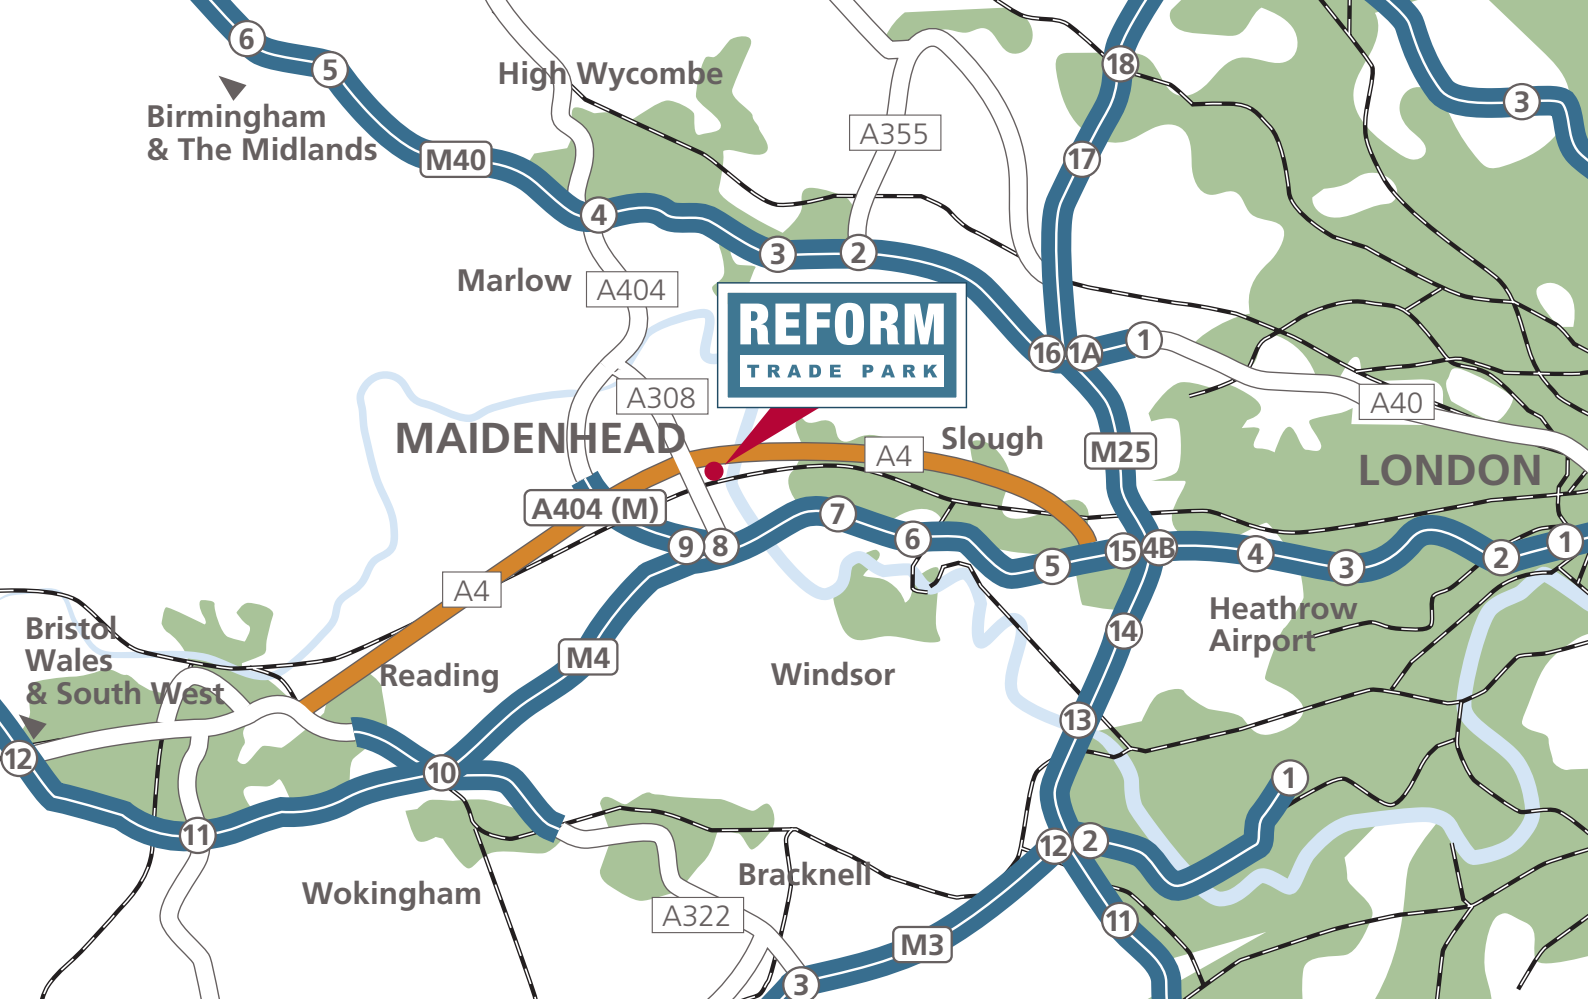 6
5
18
High Wycombe
3
Birmingham
& The Midlands
A355
M40
17
4
3
2
Marlow
A404
REFORM
TRADE PARK
16
1A
1
A308
A40
MAIDENHEAD
A4
Slough
M25
LONDON
A404 (M)
7
6
9
8
5
15
4B
4
3
2
1
A4
Heathrow
Airport
Bristol
Wales
& South West
14
M4
Reading
Windsor
13
12
10
1
11
12
2
Wokingham
Bracknell
A322
11
M3
3